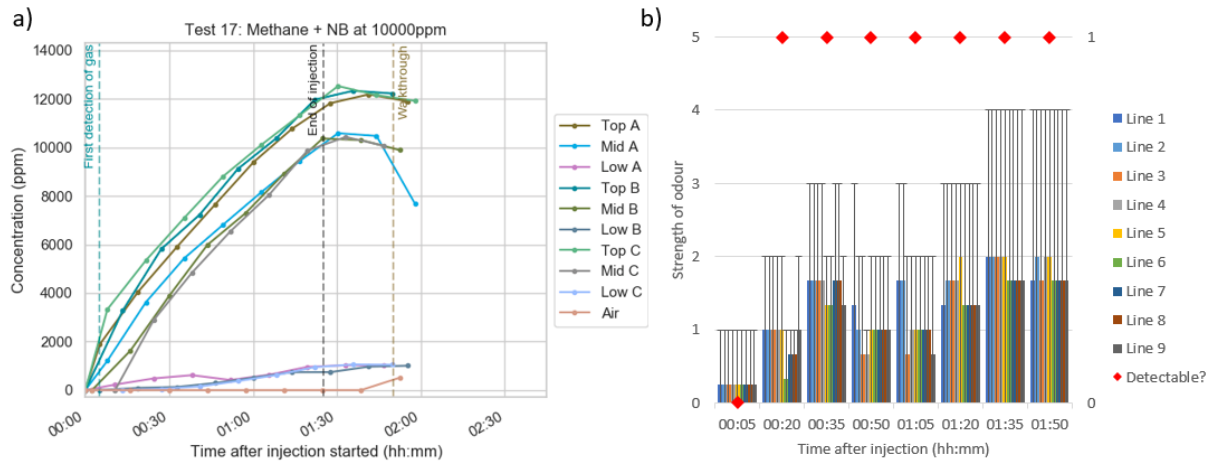 a)
Test 17: Methane + NB at 10000ppm
First detection of gas
End of injection
Walkthrough
Concentration (ppm)
14000
12000
10000
8000
6000
4000
2000
0
00:00
00:30
01:00
01:30
02:00
02:30
Time after injection started (hh:mm)
Top A
Mid A
Low A
Top B
Mid B
Low B
Top C
Mid C
Low C
Air
b)
Strength of odour
5
4
3
2
1
0
1
0
00:05 00:20 00:35 00:50 01:05 01:20 01:35 01:50
Time after injection (hh:mm)
Line 1
Line 2
Line 3
Line 4
Line 5
Line 6
Line 7
Line 8
Line 9
Detectable?